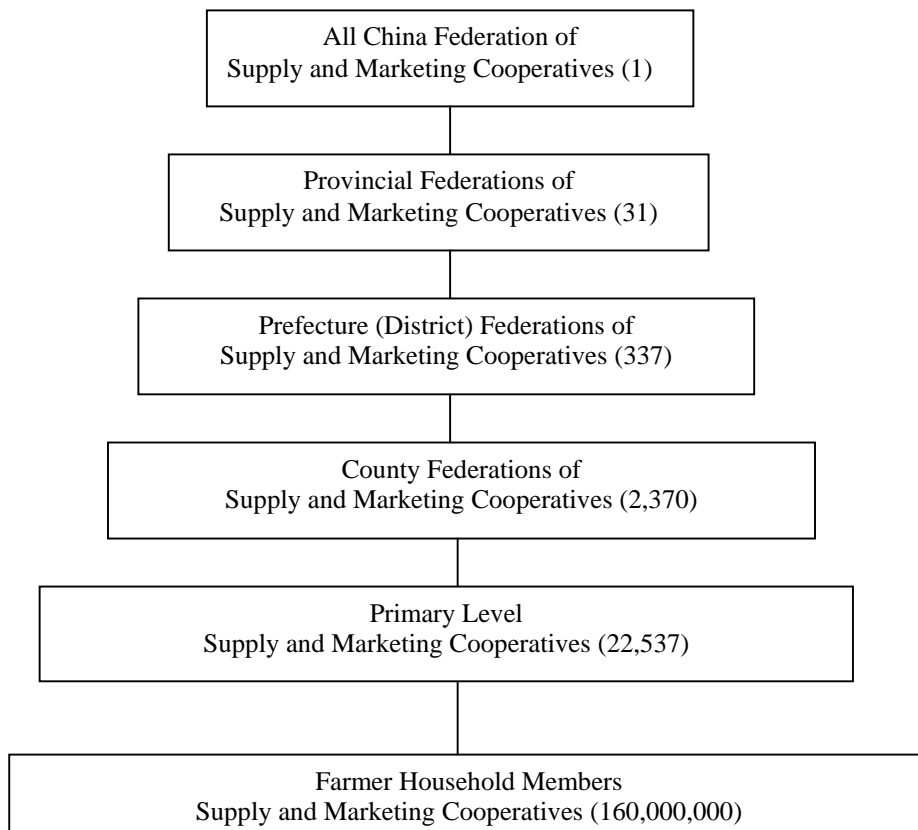 All China Federation of
Supply and Marketing Cooperatives (1)
Provincial Federations of
Supply and Marketing Cooperatives (31)
Prefecture (District) Federations of
Supply and Marketing Cooperatives (337)
County Federations of
Supply and Marketing Cooperatives (2,370)
Primary Level
Supply and Marketing Cooperatives (22,537)
Farmer Household Members
Supply and Marketing Cooperatives (160,000,000)